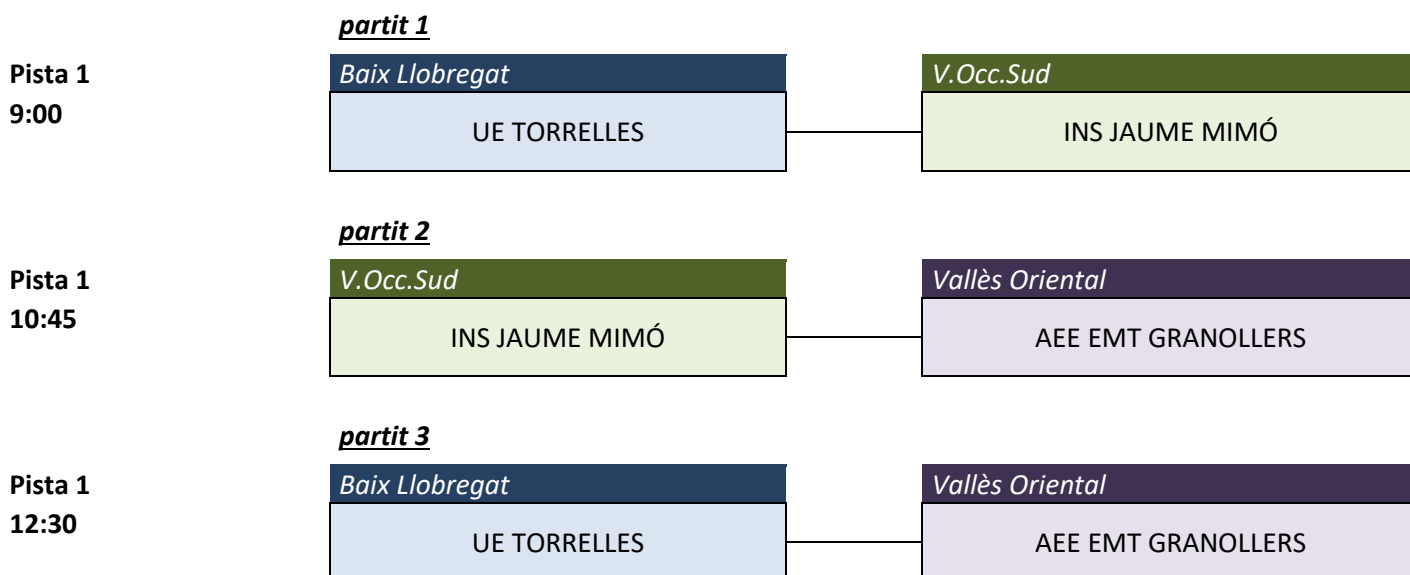 partit 1
Pista 1
9:00
Baix Llobregat
V.Occ.Sud
UE TORRELLES
INS JAUME MIMÓ
partit 2
Pista 1
10:45
V.Occ.Sud
Vallès Oriental
INS JAUME MIMÓ
AEE EMT GRANOLLERS
partit 3
Pista 1
12:30
Baix Llobregat
Vallès Oriental
UE TORRELLES
AEE EMT GRANOLLERS